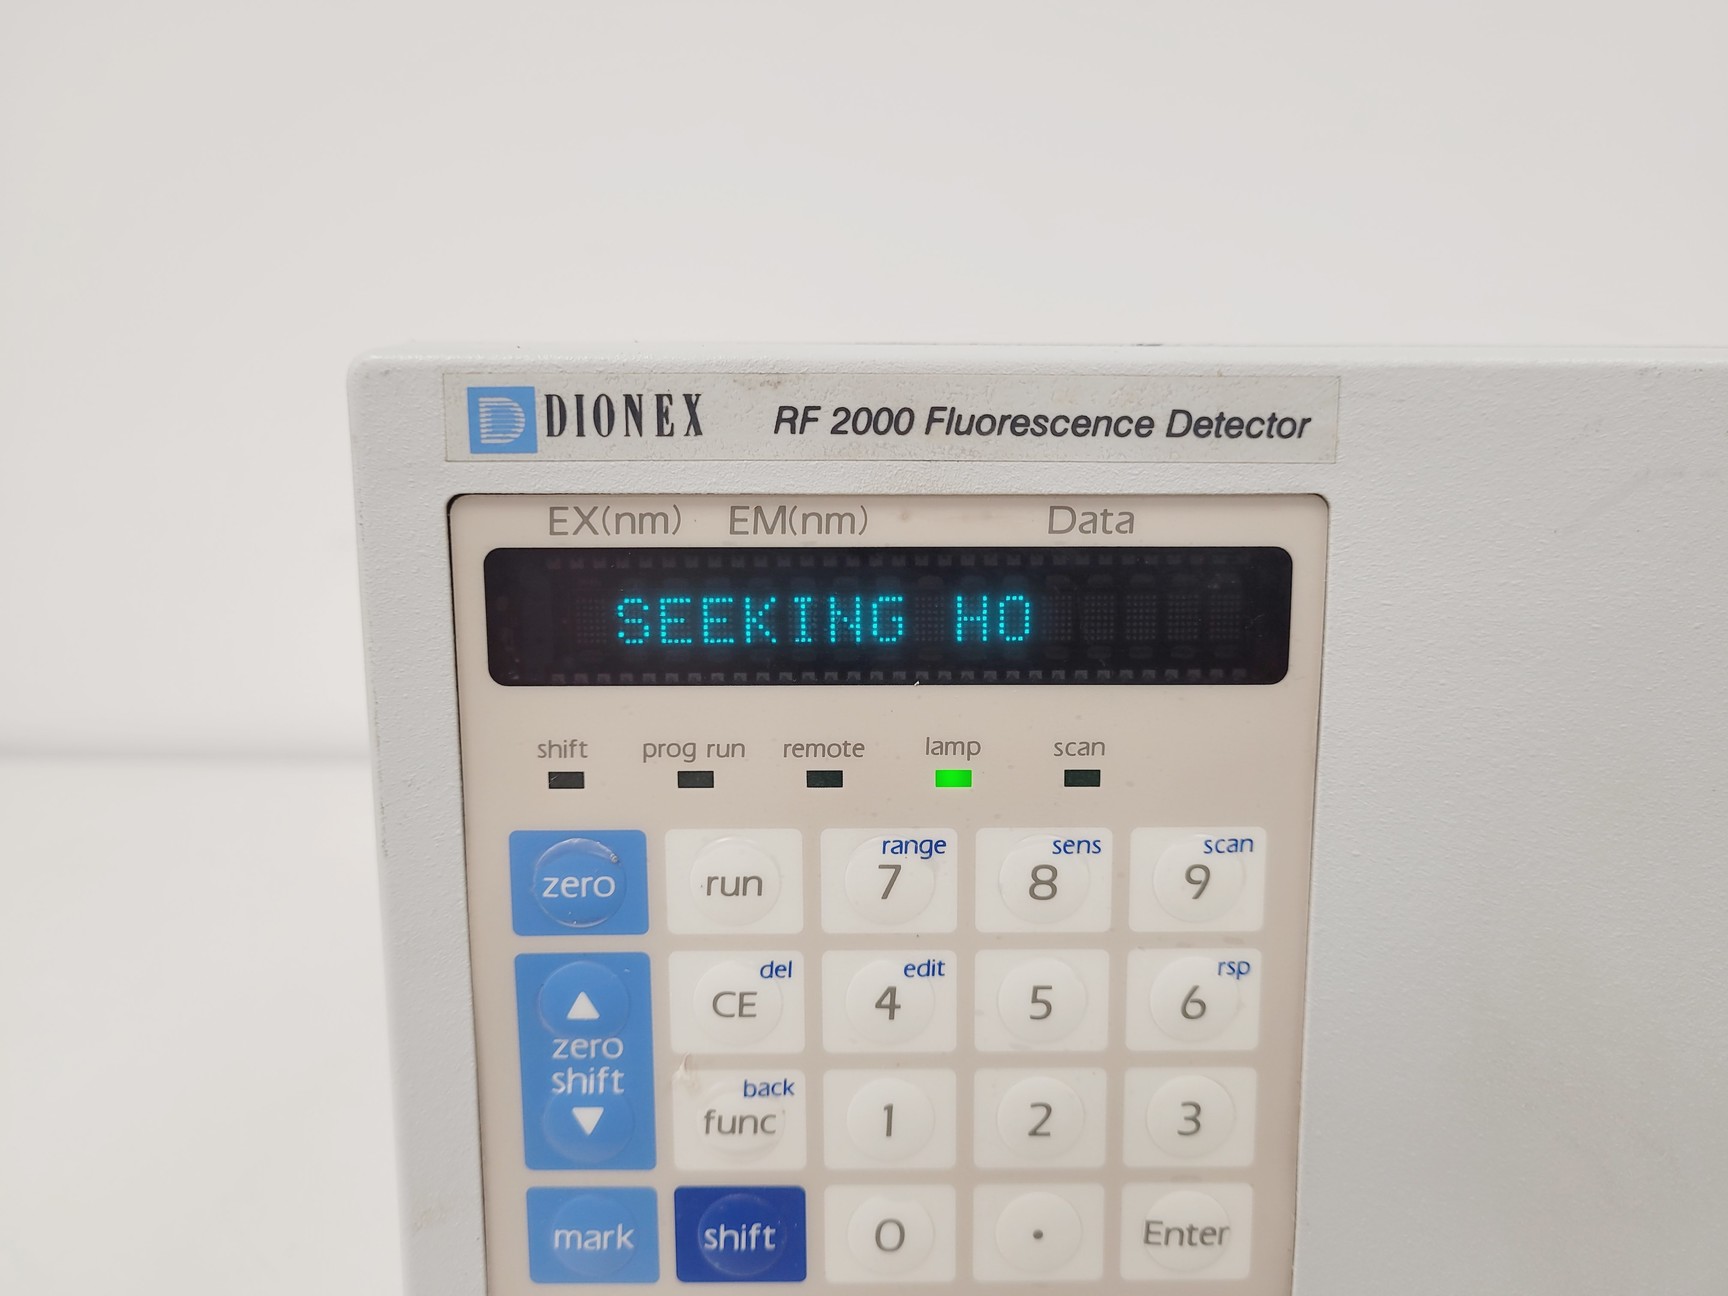 DIONEX RF 2000 Fluorescence Detector
EX(nm) EM(nm) Data
SEEKING HO
shift prog run remote lamp scan
zero run range 7 sens 8 scan 9
del CE edit 4 5 rsp 6
zero shift
back func 1 2 3
mark shift 0 . Enter